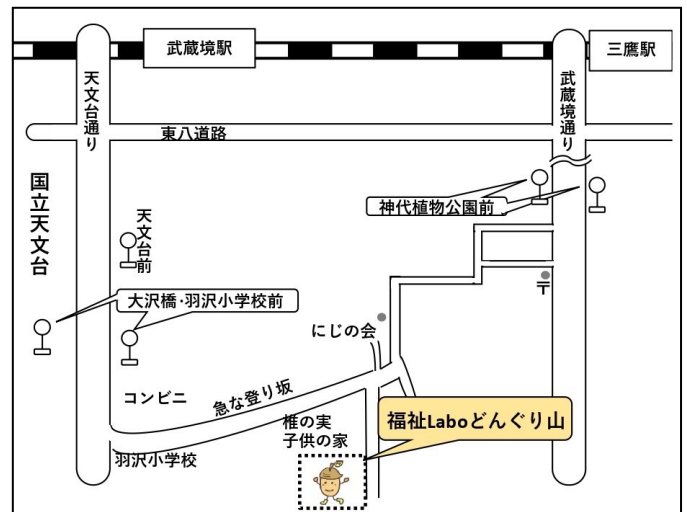 武蔵境駅
三鷹駅
天文台通り
武蔵境通り
東八道路
国立天文台
神代植物公園前
天文台前
〒
大沢橋・羽沢小学校前
にじの会
コンビニ
急な登り坂
椎の実
子供の家
福祉Laboどんぐり山
羽沢小学校